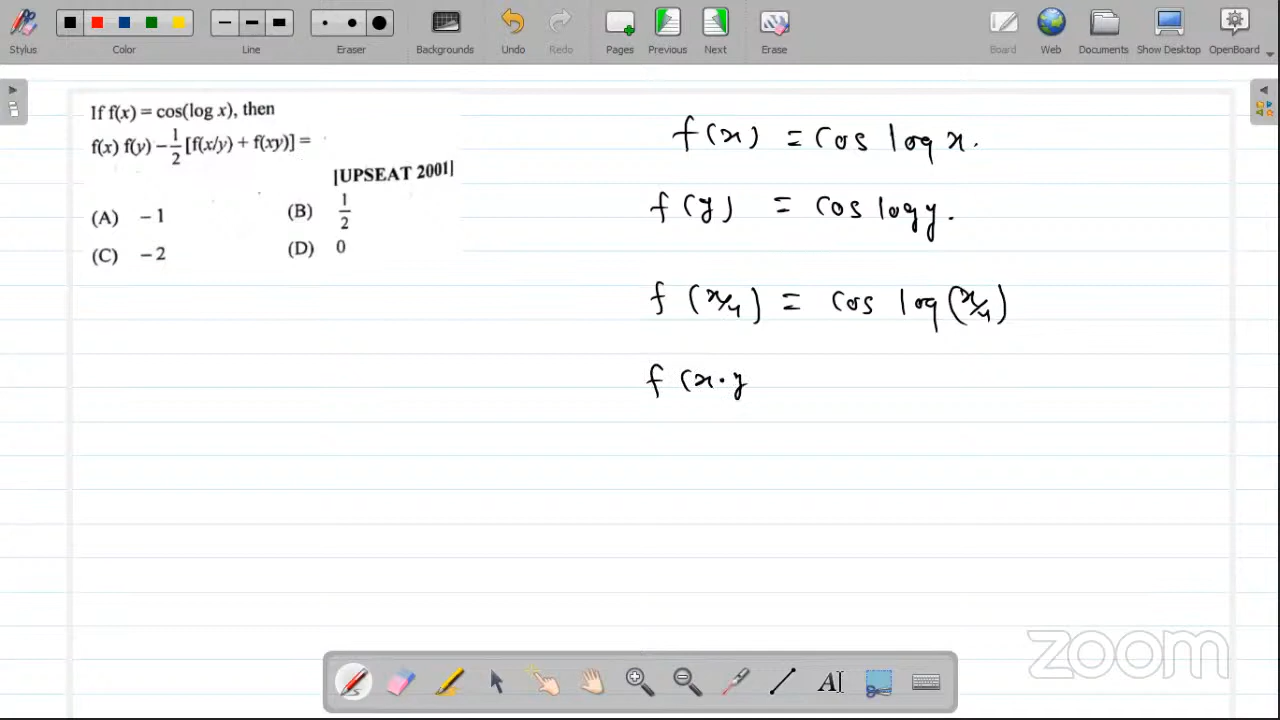 Stylus Color Line Eraser Backgrounds Undo Redo Pages Previous Next Erase Board Web Documents Show Desktop OpenBoard
If f(x) = cos(log x), then
f(x) f(y) − 1/2 [f(x/y) + f(xy)] =
[UPSEAT 2001]
(A) − 1 (B) 1/2
(C) − 2 (D) 0
f(x) = cos log x.
f(y) = cos log y.
f(x/y) = cos log(x/y)
f(x·y
zoom